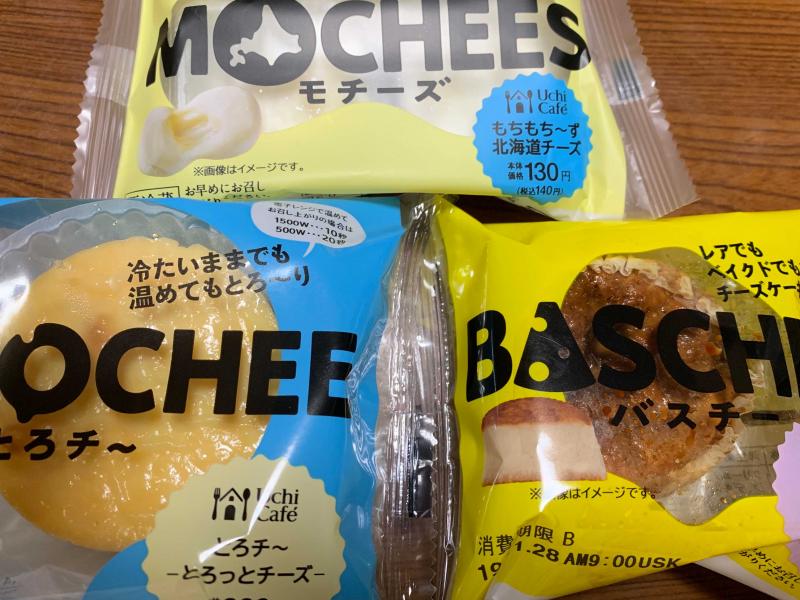 MOCHEES
モチーズ
Uchi
Café
もちもち～ず
北海道チーズ
本体
価格 130円
(税込140円)
※画像はイメージです。
お早めにお召し
電子レンジで温めて
お召し上がりの場合は
1500W･･･10秒
500W･･･20秒
冷たいままでも
温めてもとろ～り
OCHEE
とろチ～
Uchi
Café
とろチ～
-とろっとチーズ-
レアでも
ベイクドでも
チーズケー
BASCHE
バスチー
※画像はイメージです。
消費期限 B
19.1.28 AM9:00USK